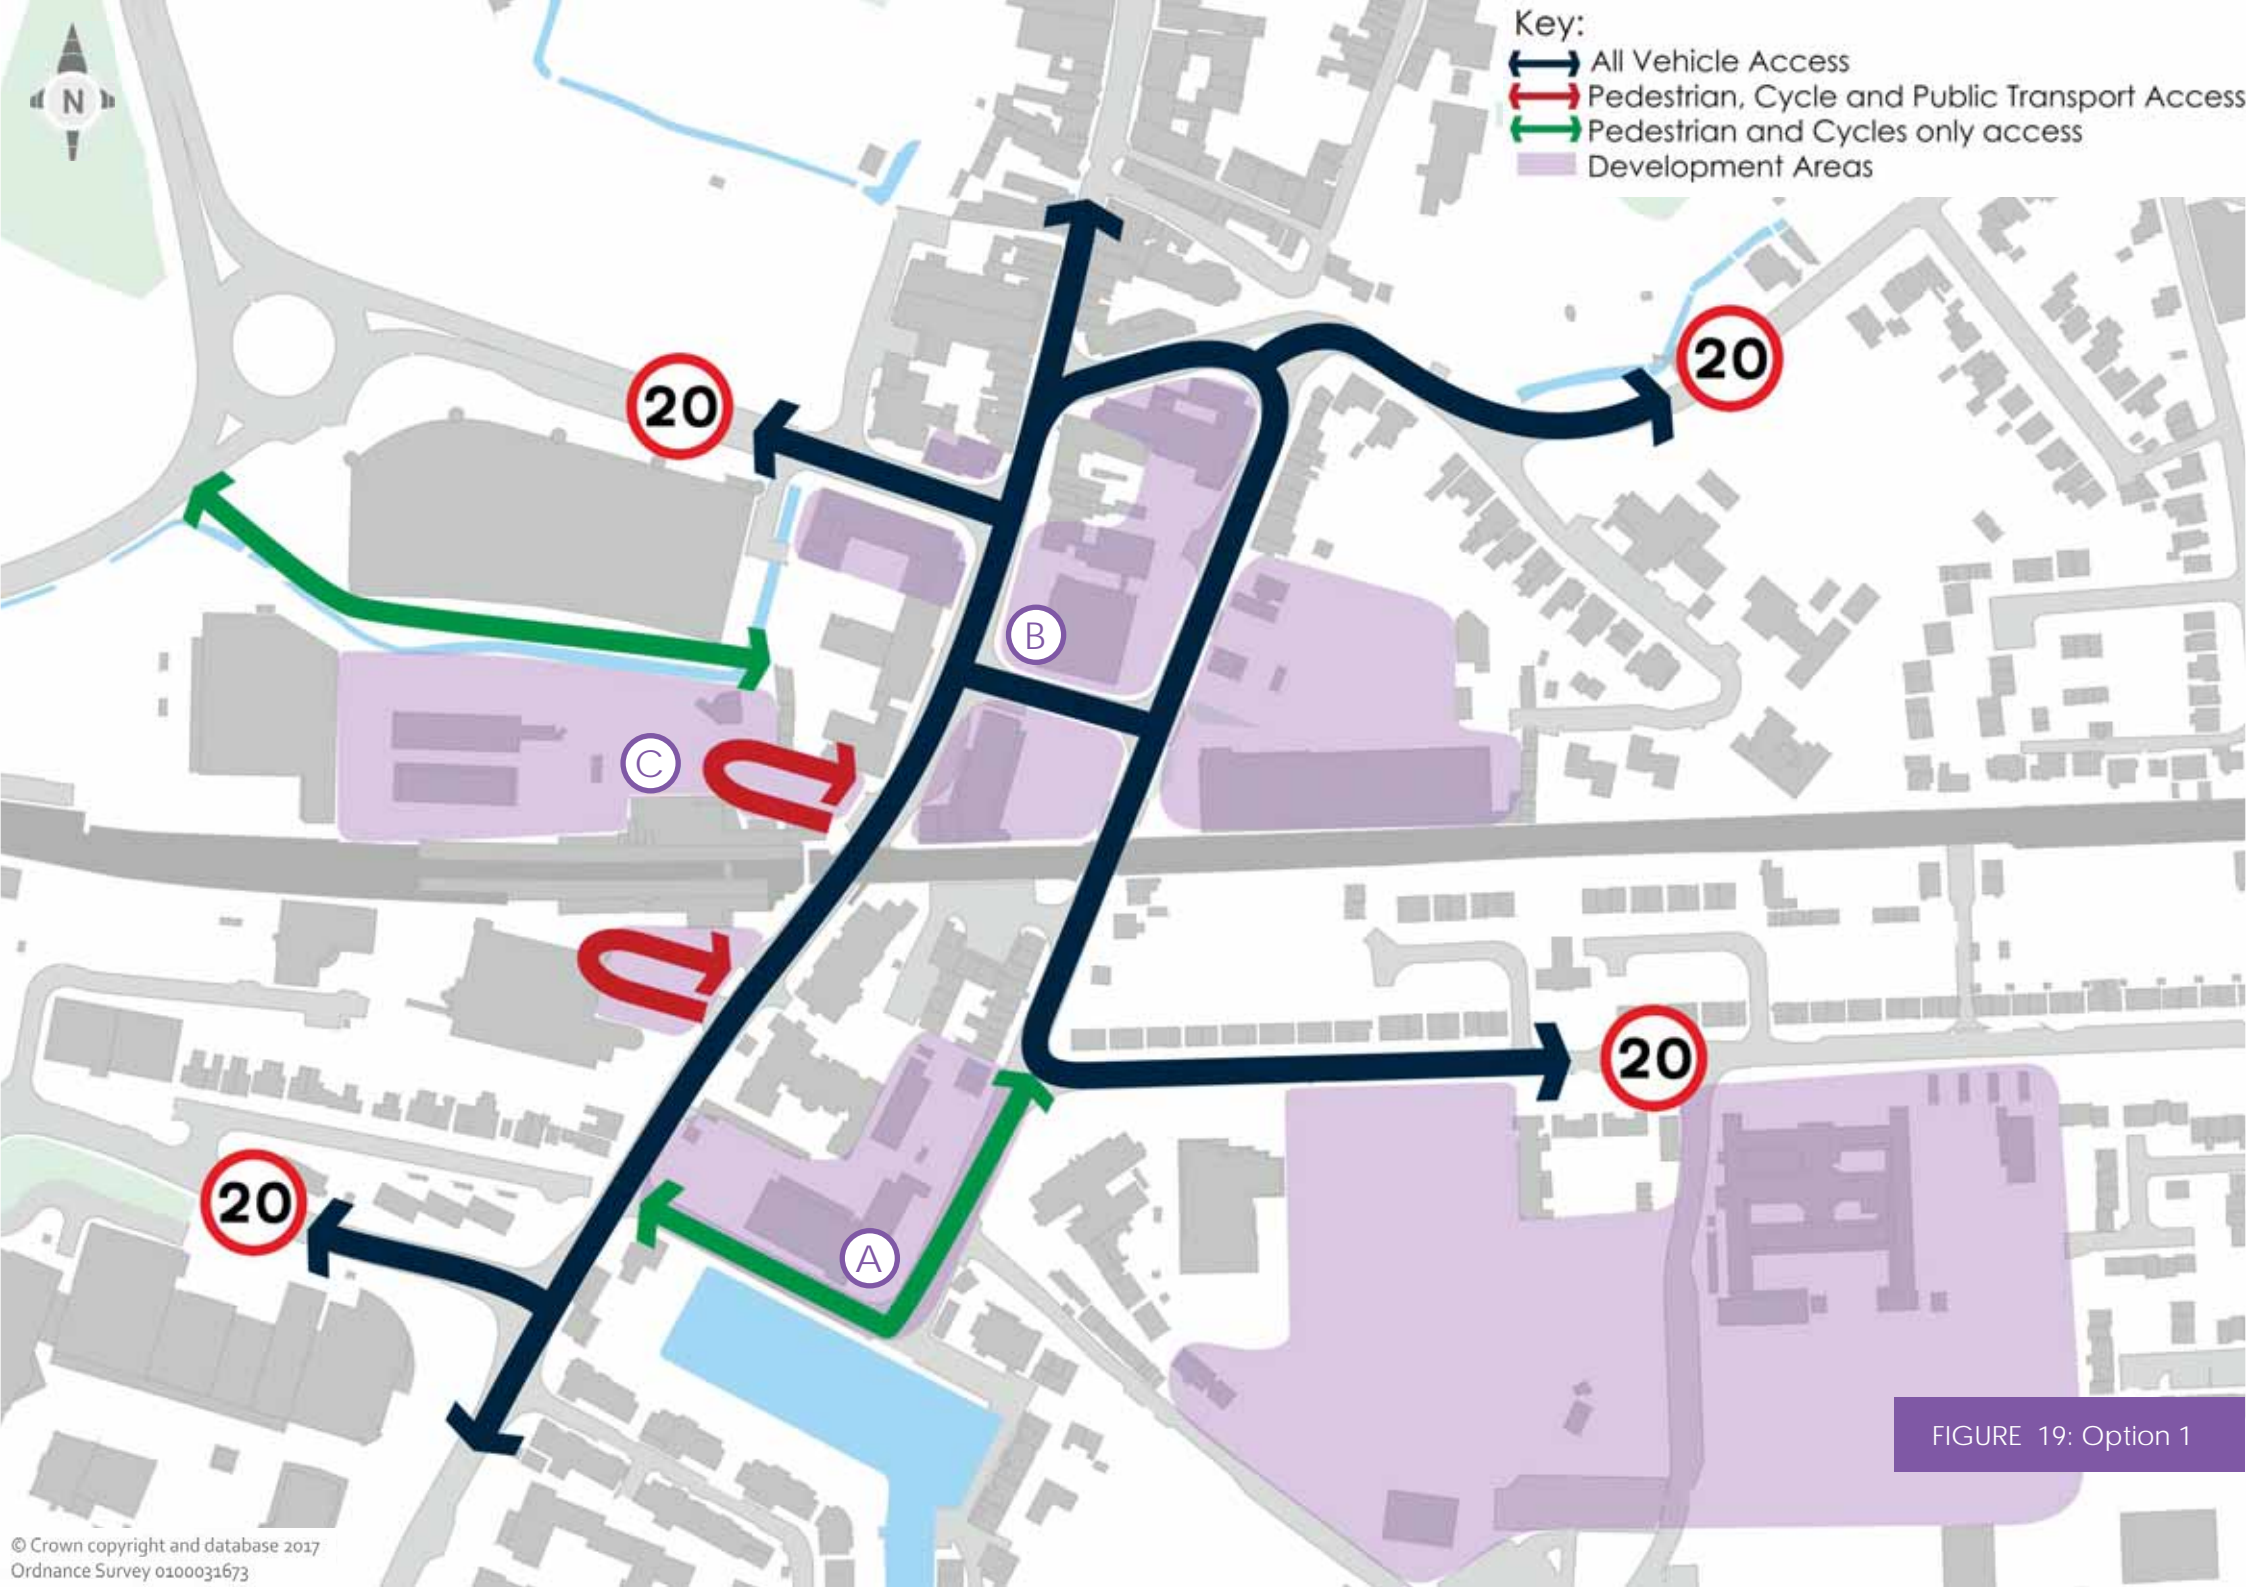 Key:
All Vehicle Access
Pedestrian, Cycle and Public Transport Access
Pedestrian and Cycles only access
Development Areas
N
20
20
B
C
20
20
A
FIGURE 19: Option 1
© Crown copyright and database 2017
Ordnance Survey 0100031673